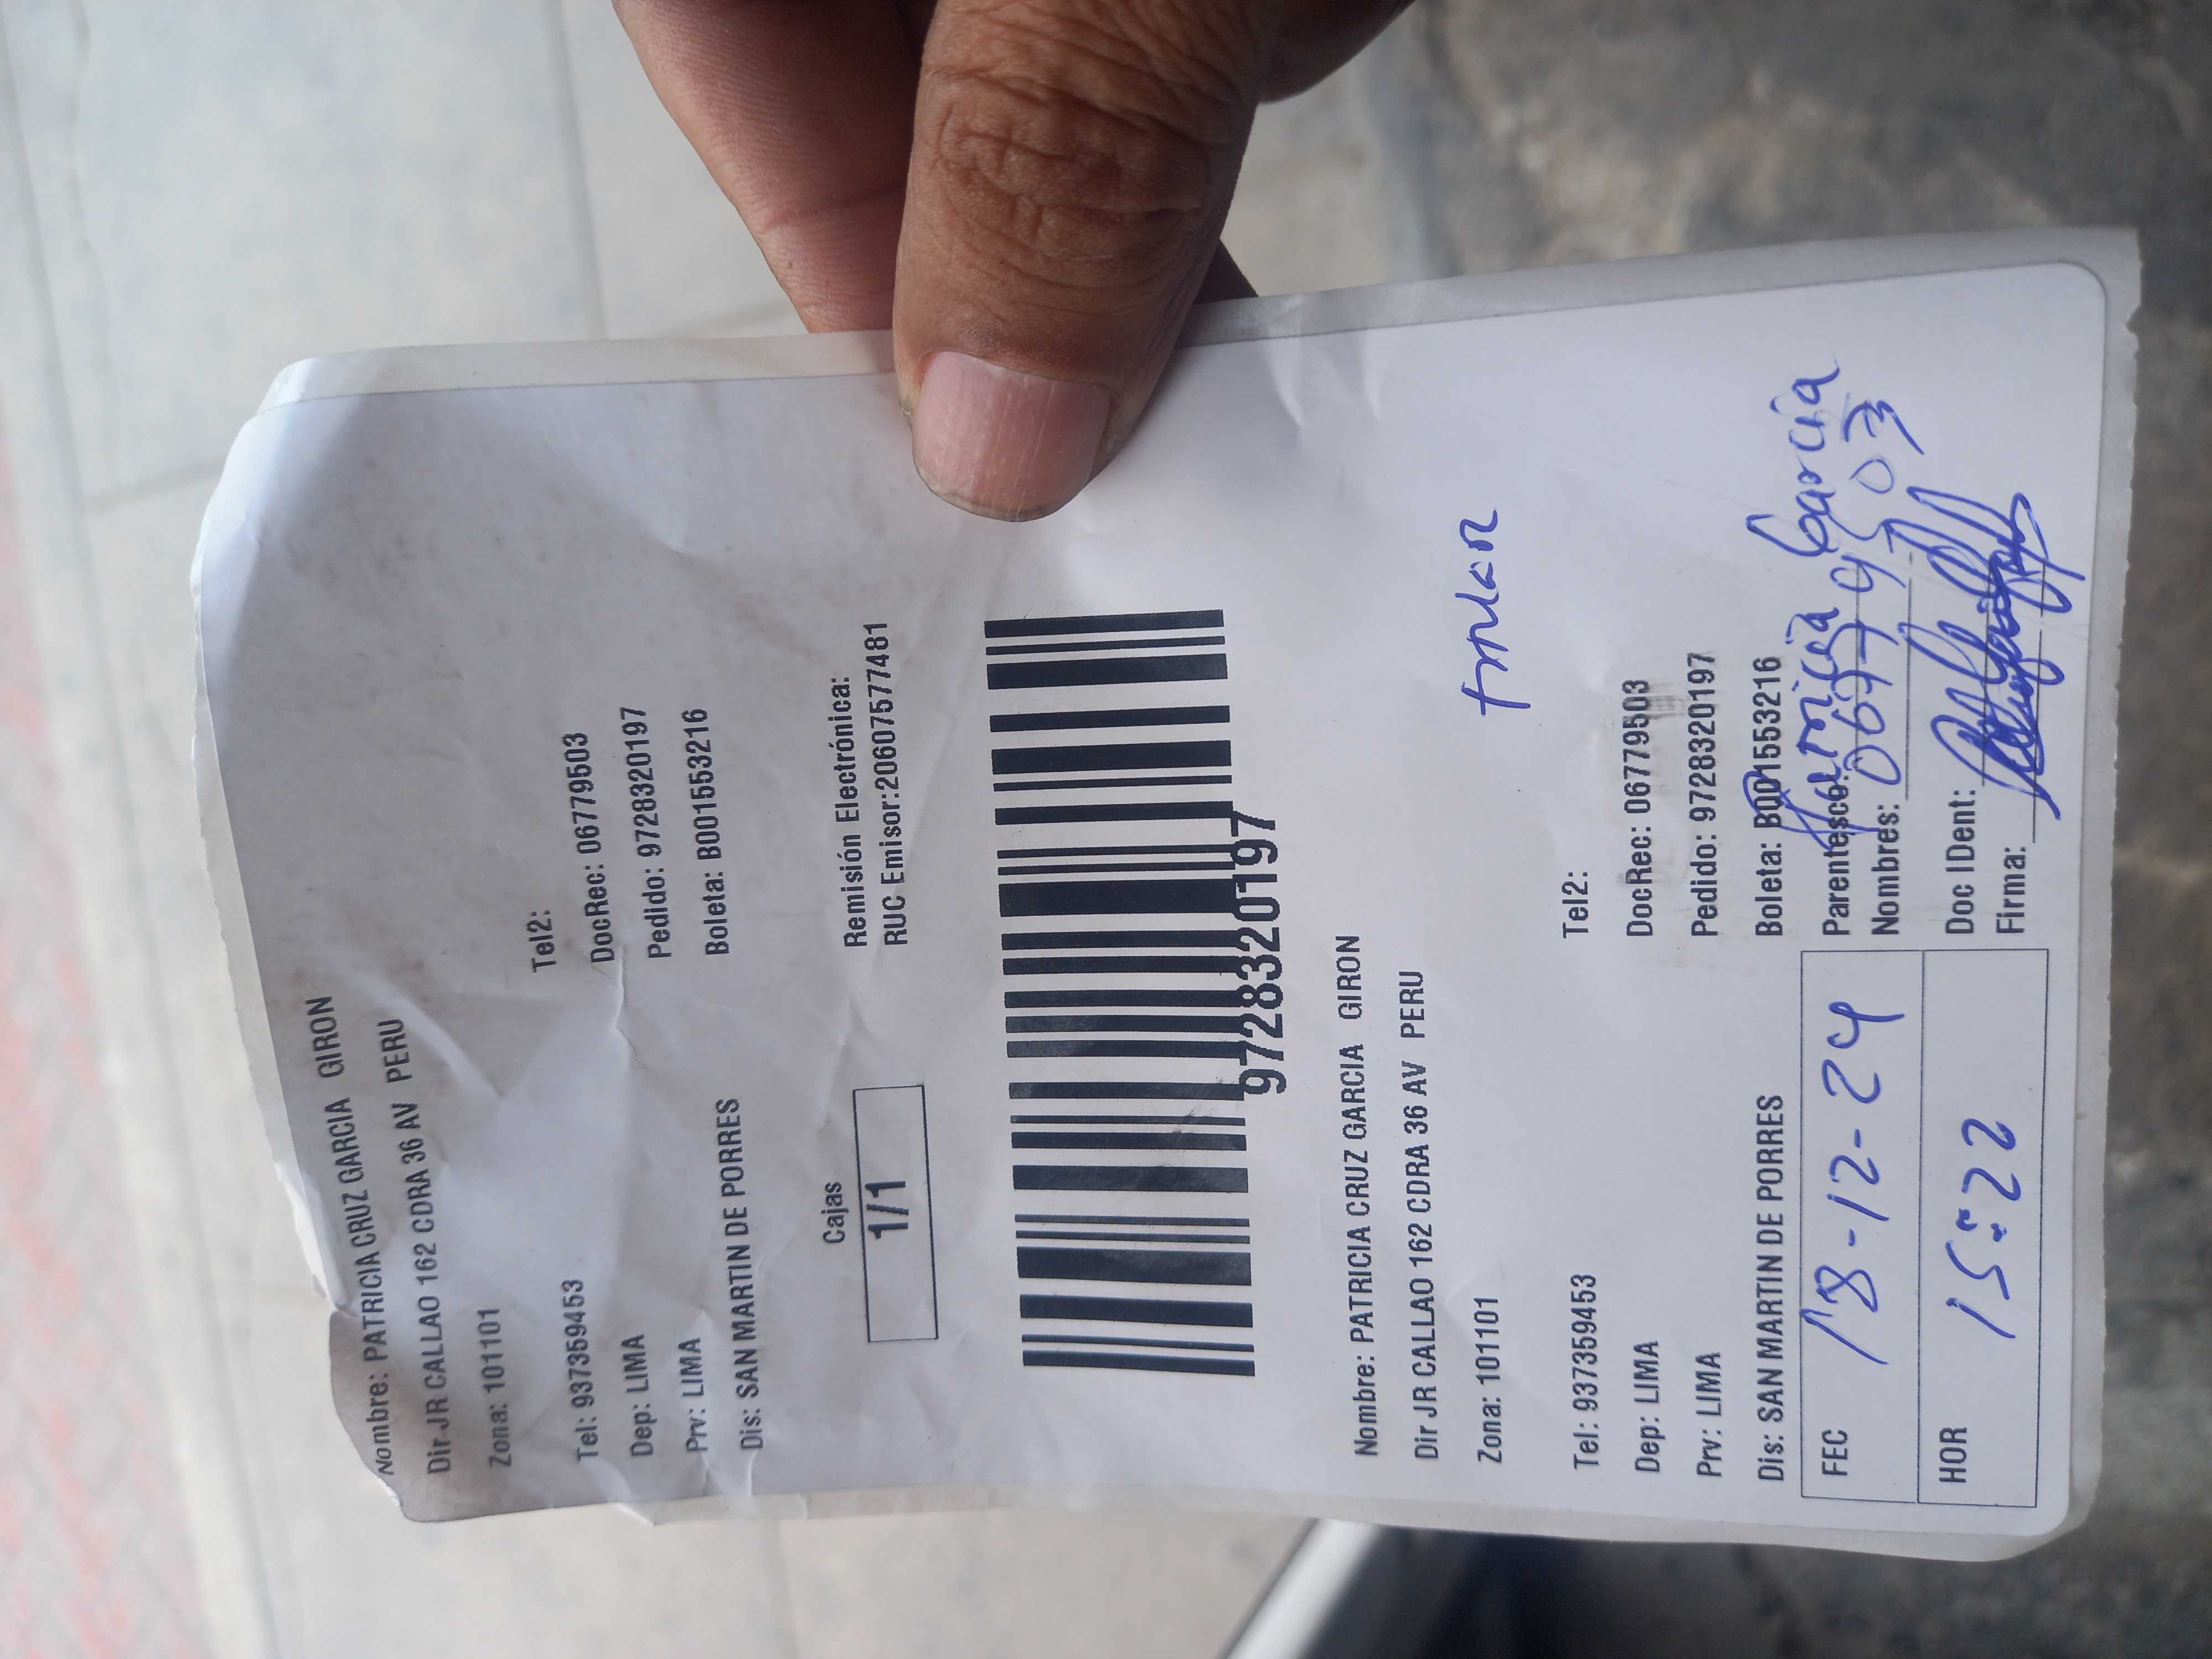 Nombre: PATRICIA CRUZ GARCIA GIRON
Dir JR CALLAO 162 CDRA 36 AV PERU
Zona: 101101
Tel: 937359453 Tel2:
Dep: LIMA DocRec: 06779503
Prv: LIMA Pedido: 9728320197
Dis: SAN MARTIN DE PORRES Boleta: B001553216
Cajas
1/1
Remisión Electrónica:
RUC Emisor:20607577481
9728320197
Nombre: PATRICIA CRUZ GARCIA GIRON
Dir JR CALLAO 162 CDRA 36 AV PERU
Zona: 101101
Tel: 937359453 Tel2:
Dep: LIMA DocRec: 06779503
Prv: LIMA Pedido: 9728320197
Dis: SAN MARTIN DE PORRES Boleta: B001553216
FEC 18-12-24
HOR 15:22
Parentesco: Patricia Garcia
Nombres: 06779503
Doc IDent:
Firma: